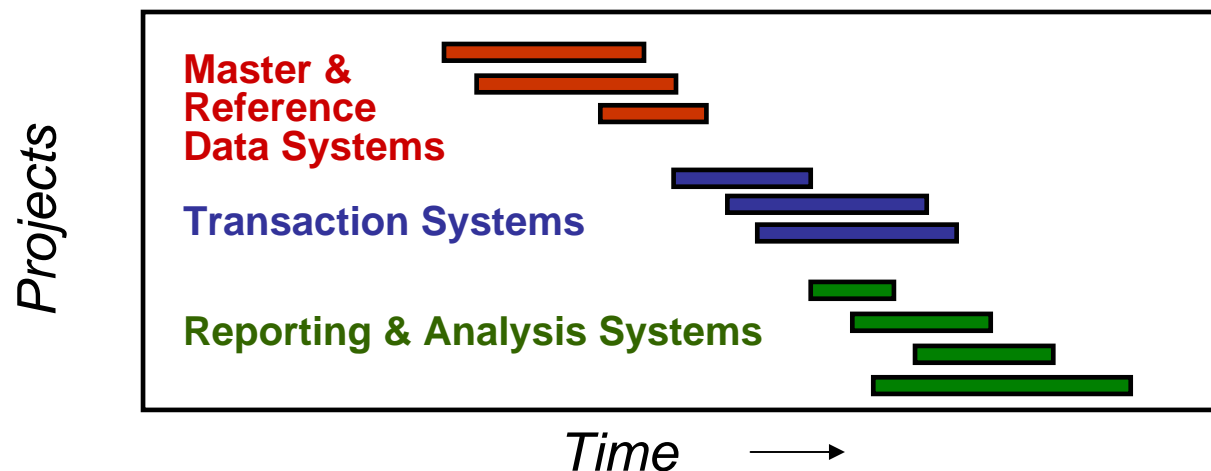 Projects
Master &
Reference
Data Systems
Transaction Systems
Reporting & Analysis Systems
Time